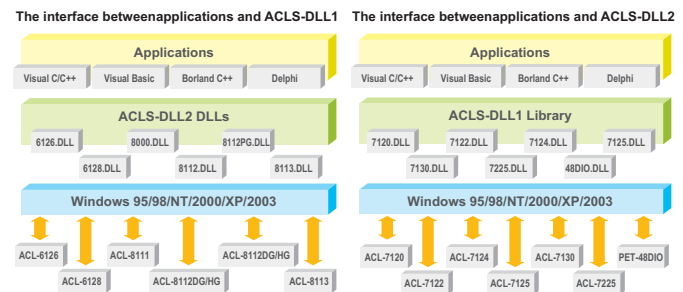 The interface betweenapplications and ACLS-DLL1
Applications
Visual C/C++ Visual Basic Borland C++ Delphi
ACLS-DLL2 DLLs
6126.DLL 8000.DLL 8112PG.DLL
6128.DLL 8112.DLL 8113.DLL
Windows 95/98/NT/2000/XP/2003
ACL-6126 ACL-8111 ACL-8112DG/HG
ACL-6128 ACL-8112DG/HG ACL-8113
The interface betweenapplications and ACLS-DLL2
Applications
Visual C/C++ Visual Basic Borland C++ Delphi
ACLS-DLL1 Library
7120.DLL 7122.DLL 7124.DLL 7125.DLL
7130.DLL 7225.DLL 48DIO.DLL
Windows 95/98/NT/2000/XP/2003
ACL-7120 ACL-7124 ACL-7130 PET-48DIO
ACL-7122 ACL-7125 ACL-7225